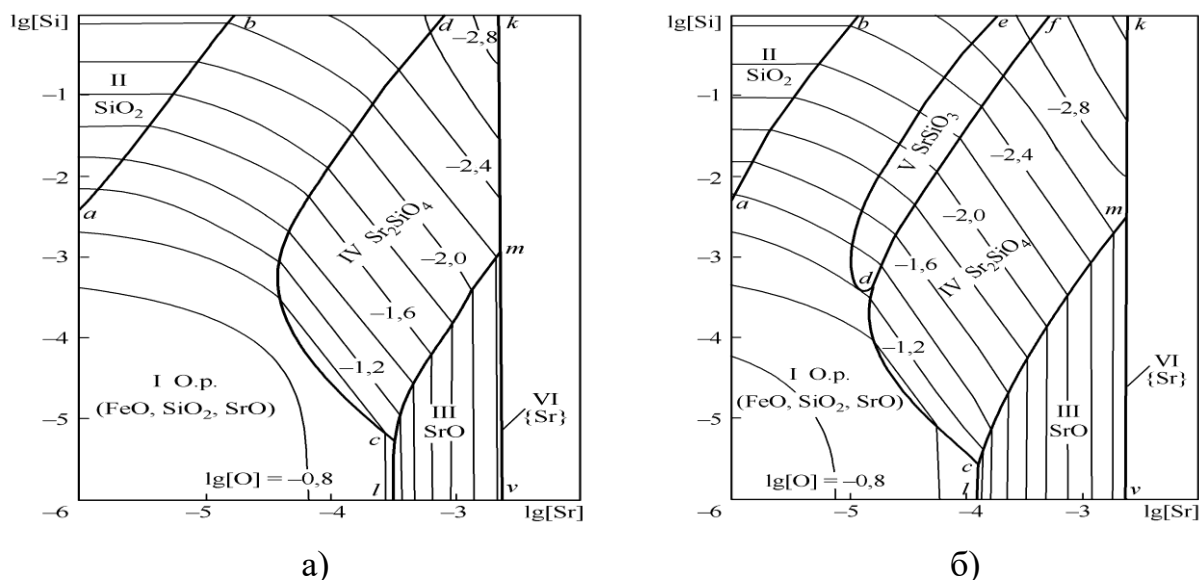 lg[Si]
b
d
k
–2,8
II
SiO₂
–1
–2,4
–2
a
IV Sr₂SiO₄
–2,0
m
–3
–1,6
–4
–1,2
I О.р.
(FeO, SiO₂, SrO)
–5
c
III
SrO
VI
{Sr}
lg[O] = –0,8
l
v
–6
–5
–4
–3
lg[Sr]
а)
lg[Si]
b
e
f
k
II
SiO₂
–2,8
–1
V SrSiO₃
–2,4
–2
a
–2,0
m
–3
d
–1,6
IV Sr₂SiO₄
–4
–1,2
I О.р.
(FeO, SiO₂, SrO)
VI
{Sr}
–5
III
SrO
c
lg[O] = –0,8
l
v
–6
–5
–4
–3
lg[Sr]
б)